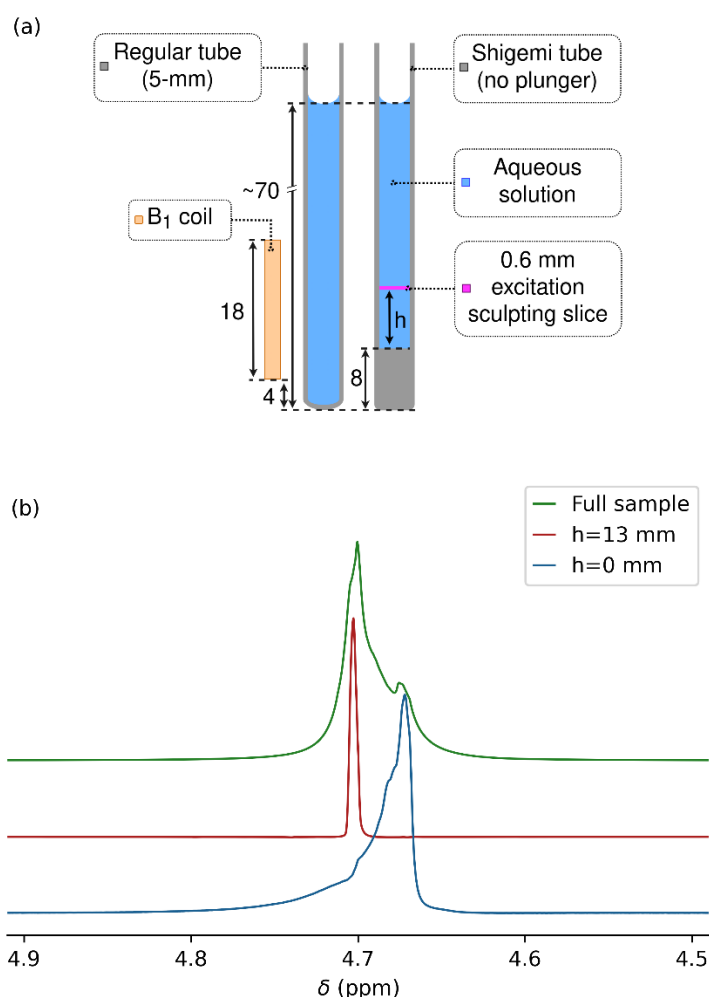 (a)
Regular tube
(5-mm)
Shigemi tube
(no plunger)
~70
Aqueous
solution
B₁ coil
0.6 mm
excitation
sculpting slice
18
h
8
4
(b)
Full sample
h=13 mm
h=0 mm
4.9
4.8
4.7
4.6
4.5
δ (ppm)